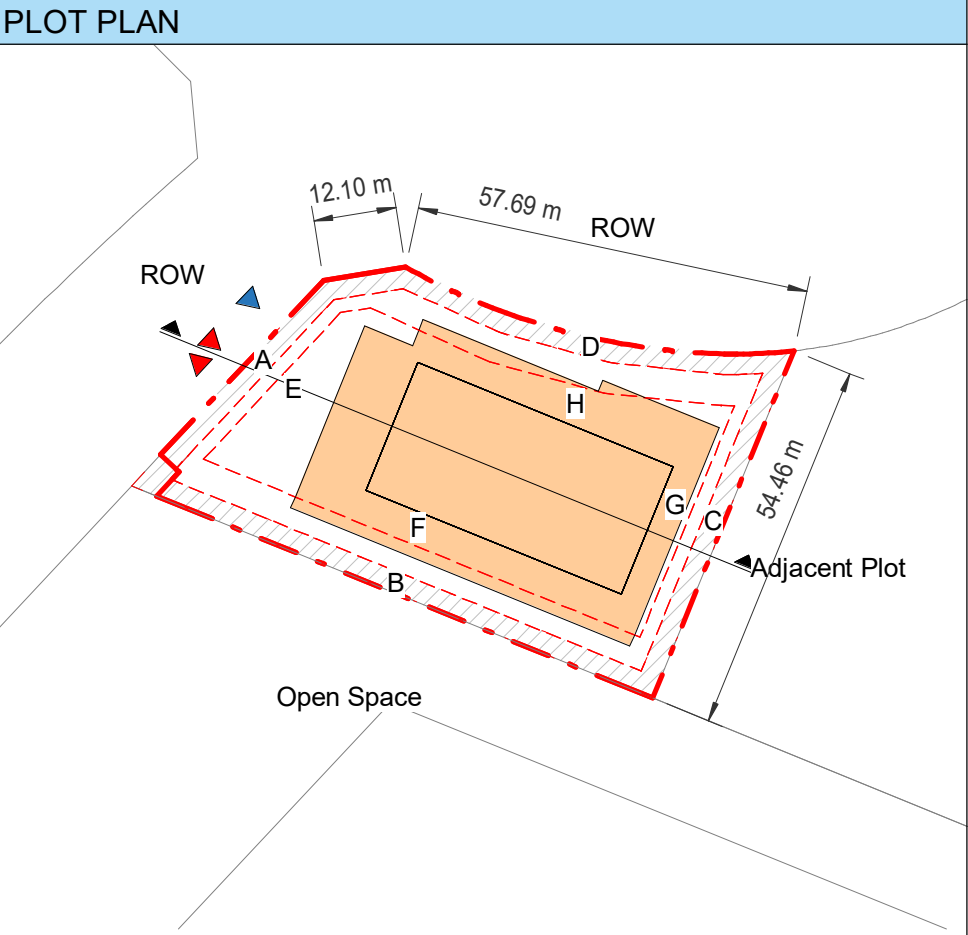 PLOT PLAN
12.10 m
57.69 m
ROW
ROW
A
D
E
H
54.46 m
G
C
F
Adjacent Plot
B
Open Space